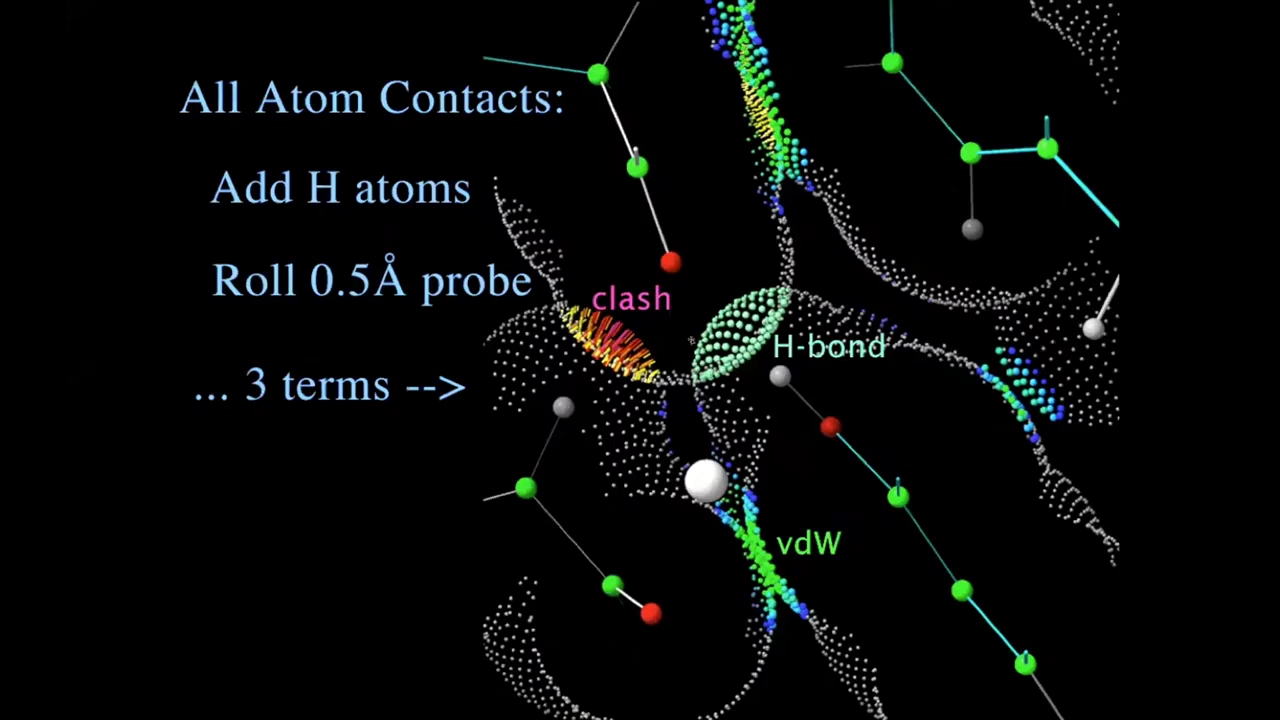 All Atom Contacts:
Add H atoms
Roll 0.5Å probe
... 3 terms -->
clash
H-bond
vdW